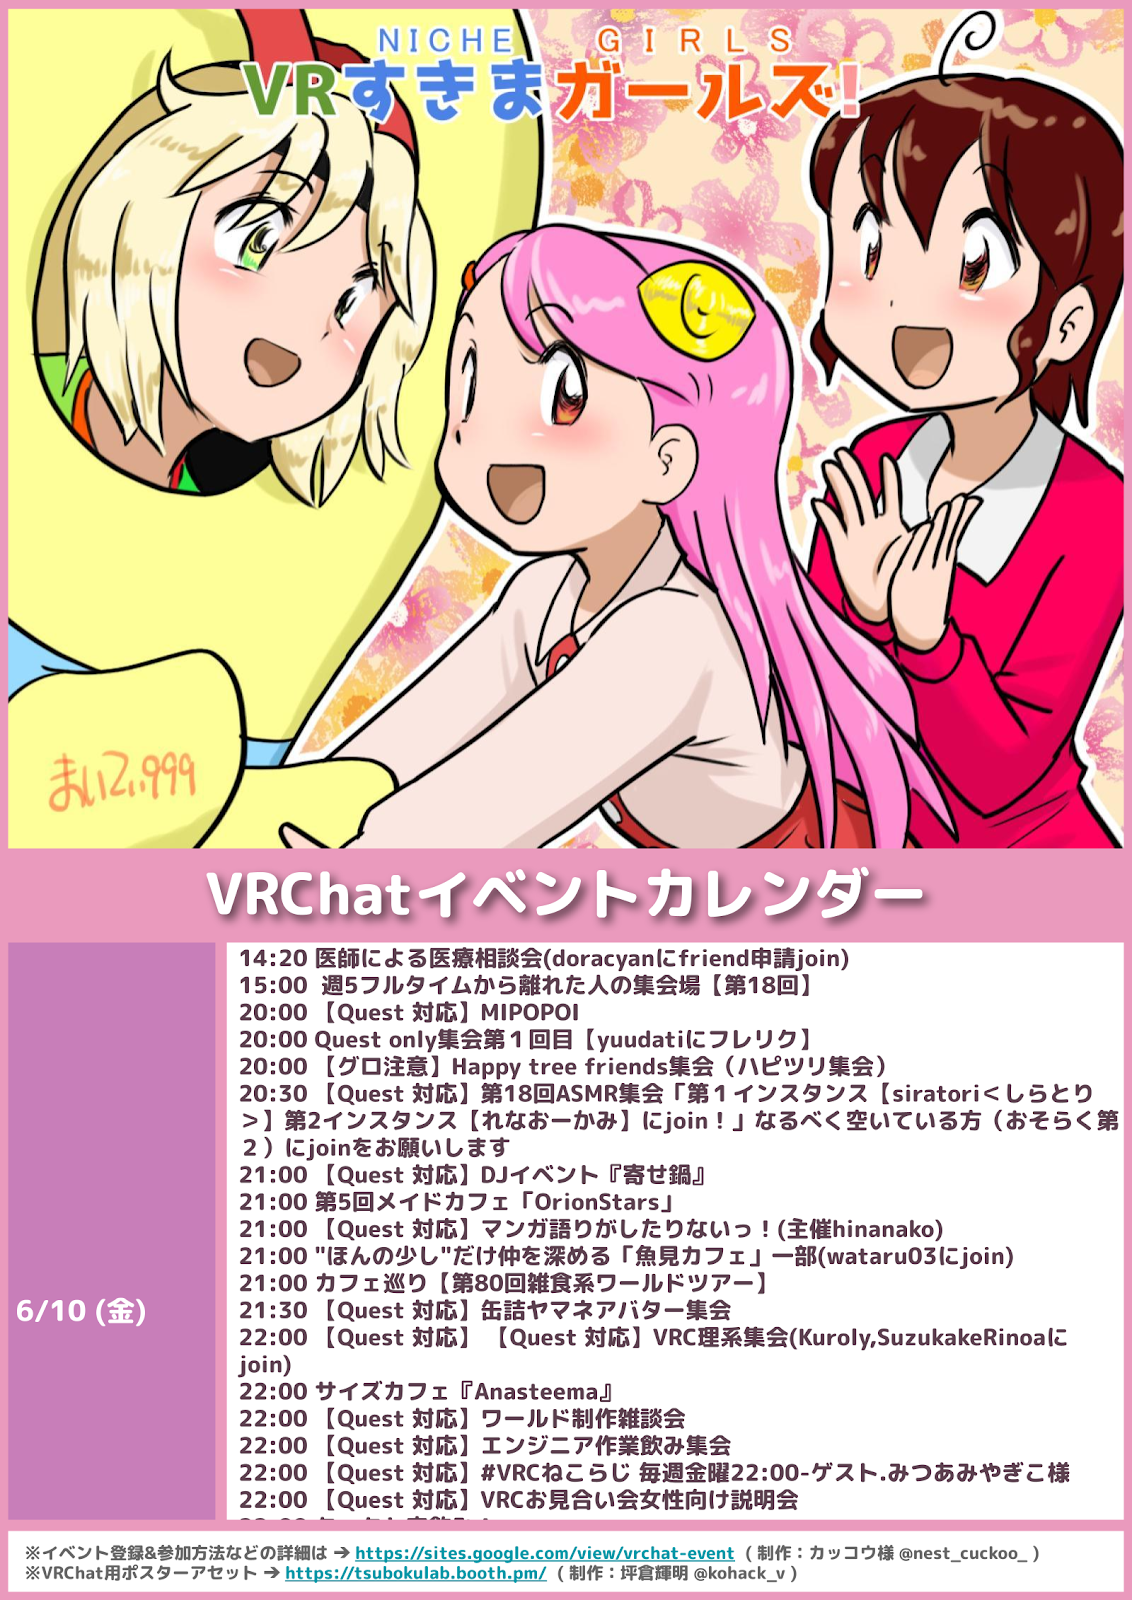 NICHE GIRLS
VRすきまガールズ!
まいてぃ999
VRChatイベントカレンダー
6/10 (金)
14:20 医師による医療相談会(doracyanにfriend申請join)
15:00 週5フルタイムから離れた人の集会場【第18回】
20:00 【Quest 対応】MIPOPOI
20:00 Quest only集会第１回目【yuudatiにフレリク】
20:00 【グロ注意】Happy tree friends集会（ハピツリ集会）
20:30 【Quest 対応】第18回ASMR集会「第１インスタンス【siratori＜しらとり
＞】第2インスタンス【れなおーかみ】にjoin！」なるべく空いている方（おそらく第
２）にjoinをお願いします
21:00 【Quest 対応】DJイベント『寄せ鍋』
21:00 第5回メイドカフェ「OrionStars」
21:00 【Quest 対応】マンガ語りがしたりないっ！(主催hinanako)
21:00 "ほんの少し"だけ仲を深める「魚見カフェ」一部(wataru03にjoin)
21:00 カフェ巡り【第80回雑食系ワールドツアー】
21:30 【Quest 対応】缶詰ヤマネアバター集会
22:00 【Quest 対応】 【Quest 対応】VRC理系集会(Kuroly,SuzukakeRinoaに
join)
22:00 サイズカフェ『Anasteema』
22:00 【Quest 対応】ワールド制作雑談会
22:00 【Quest 対応】エンジニア作業飲み集会
22:00 【Quest 対応】#VRCねこらじ 毎週金曜22:00-ゲスト.みつあみやぎこ様
22:00 【Quest 対応】VRCお見合い会女性向け説明会
※イベント登録&参加方法などの詳細は ➔ https://sites.google.com/view/vrchat-event ( 制作：カッコウ様 @nest_cuckoo_ )
※VRChat用ポスターアセット ➔ https://tsubokulab.booth.pm/ ( 制作：坪倉輝明 @kohack_v )